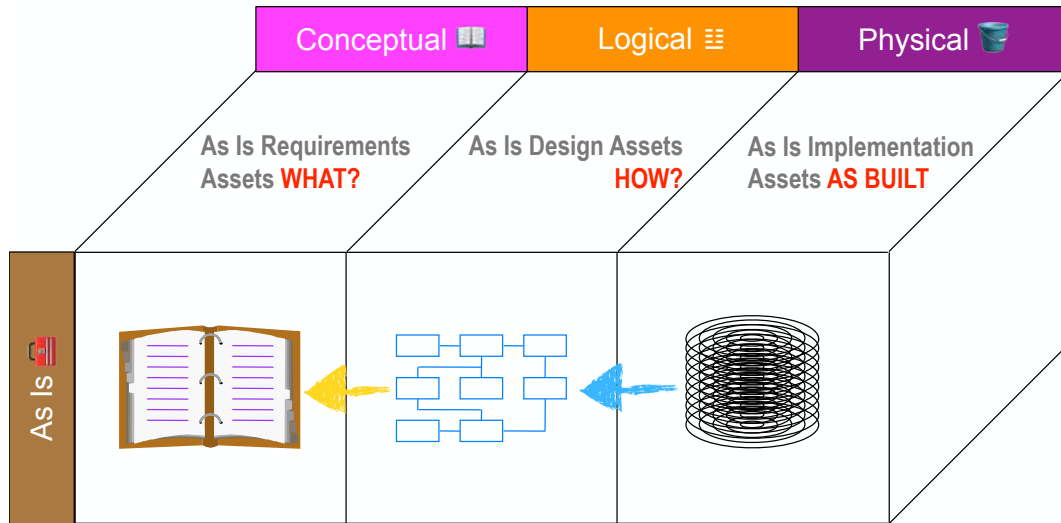 Conceptual 📖
Logical ☳
Physical 🪣
As Is Requirements
Assets WHAT?
As Is Design Assets
HOW?
As Is Implementation
Assets AS BUILT
As Is 🧰